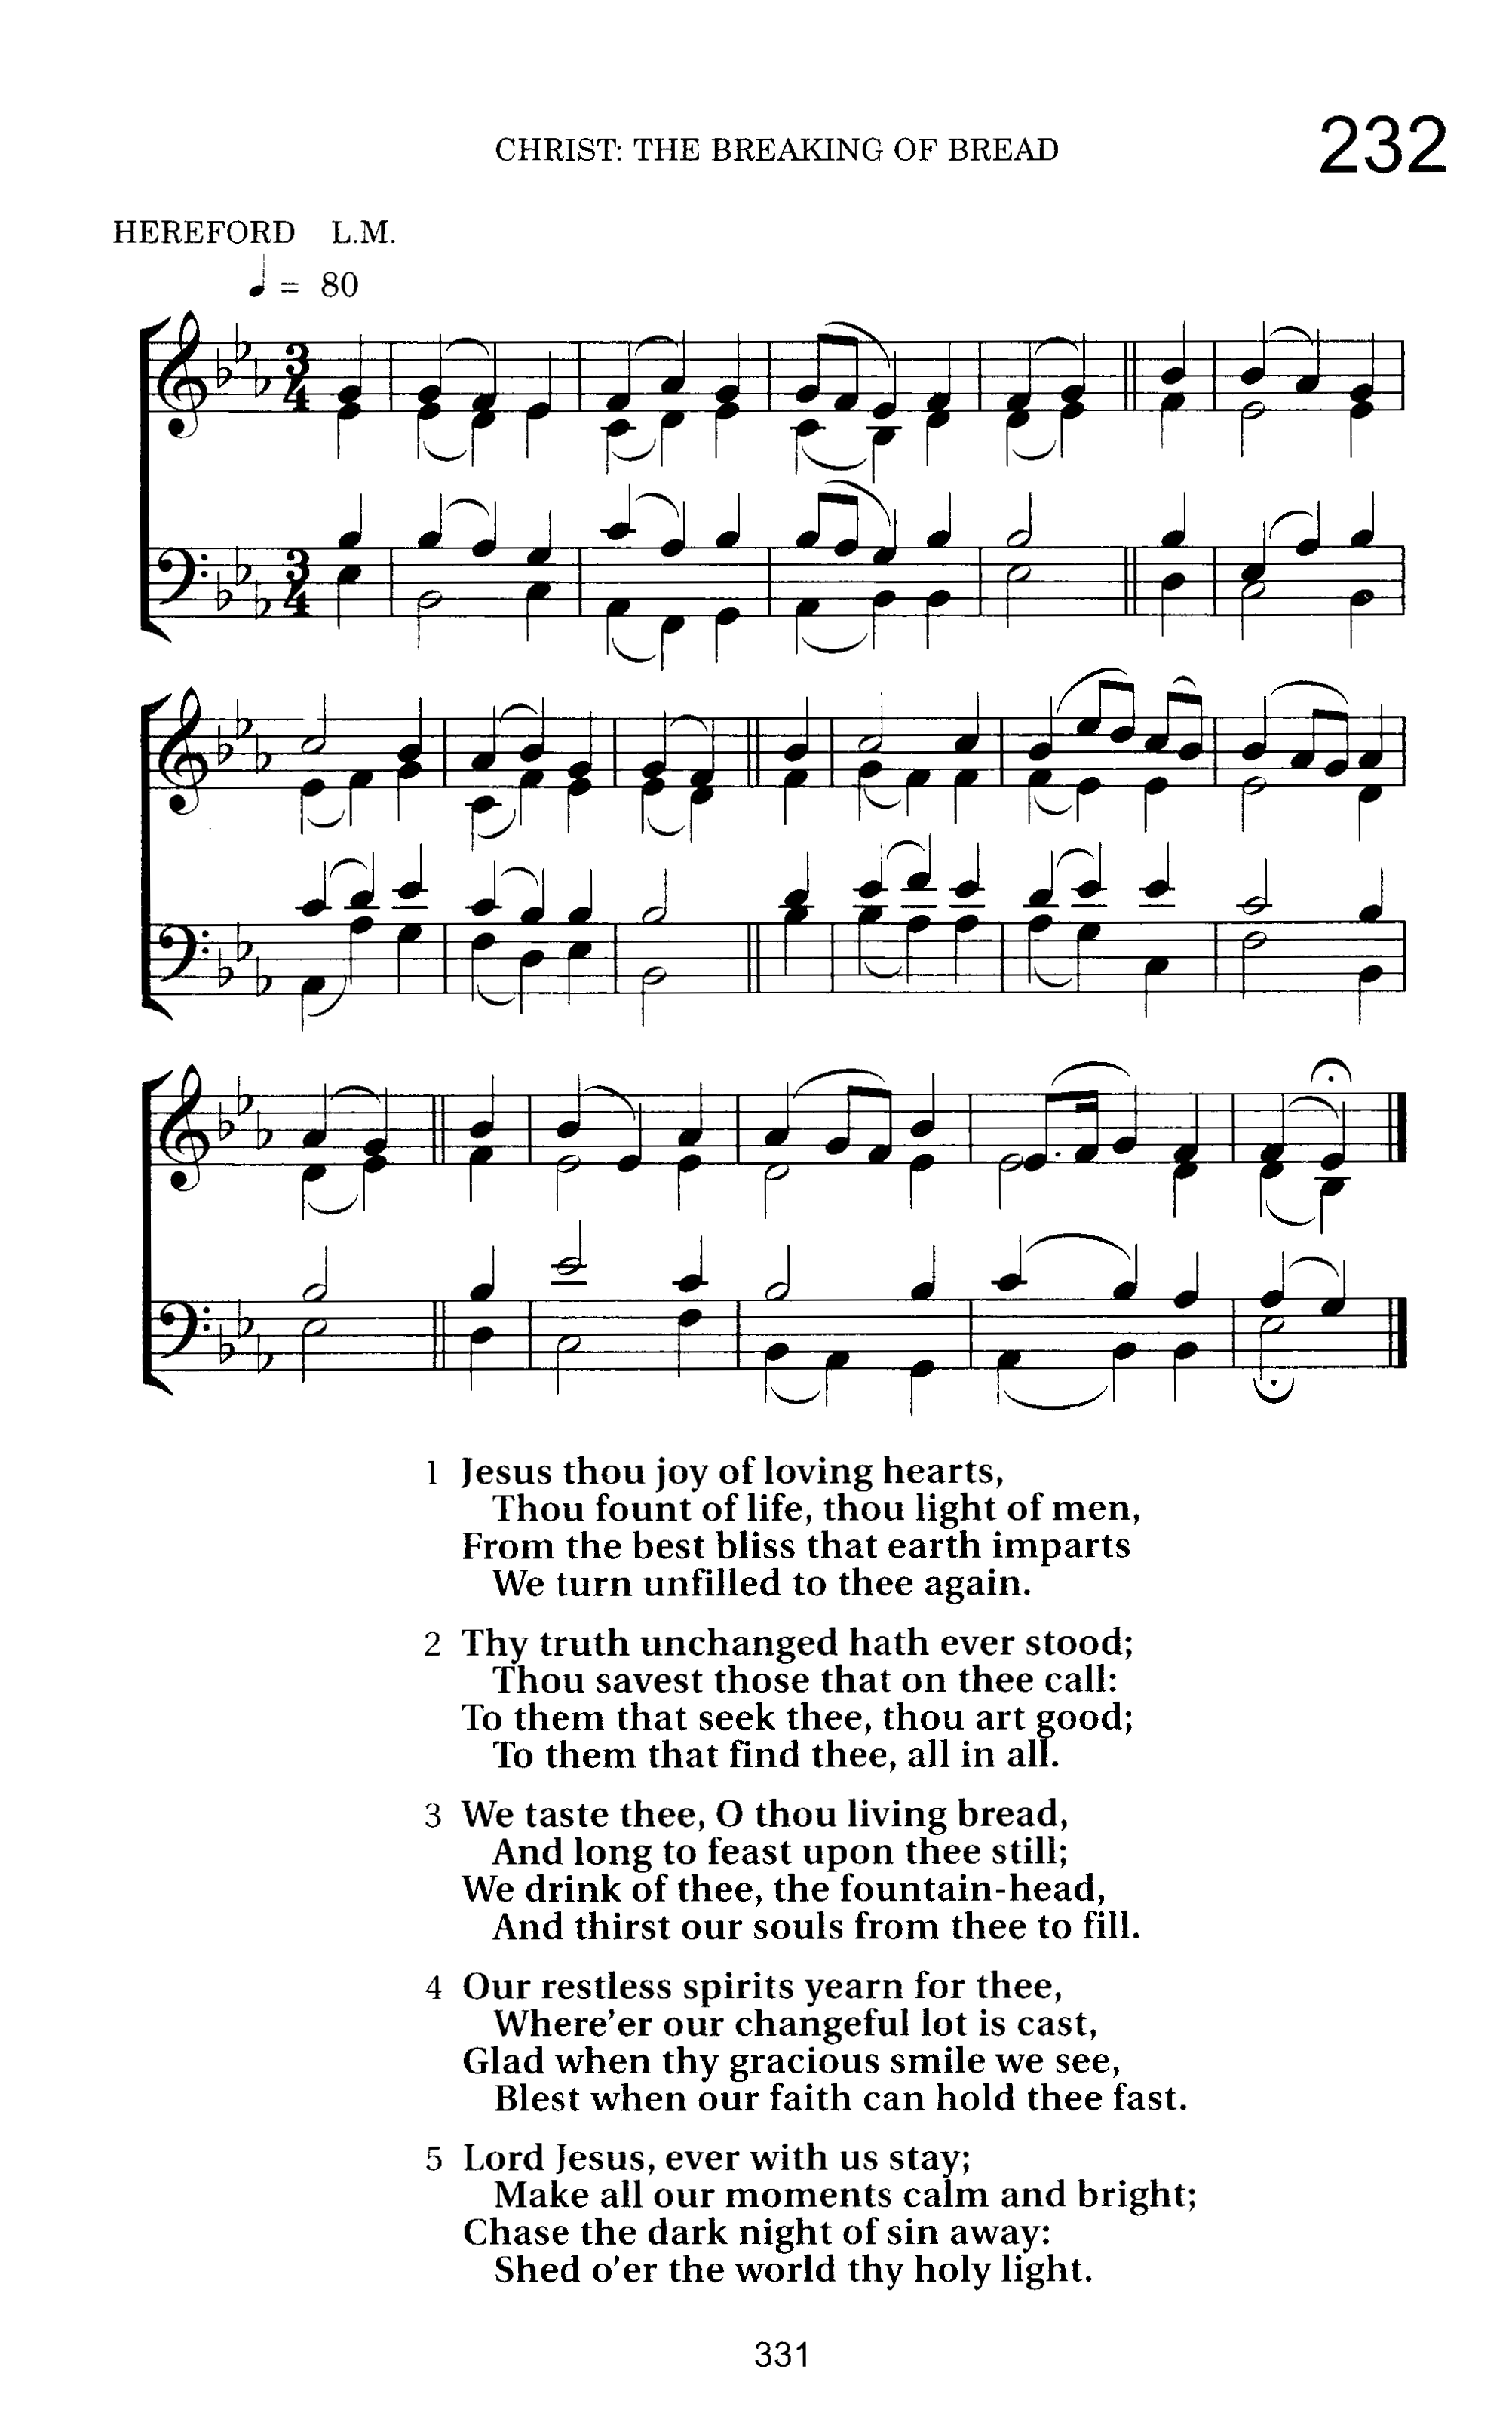 CHRIST: THE BREAKING OF BREAD
232
HEREFORD L.M.
♩ = 80
3
4
3
4
1 Jesus thou joy of loving hearts,
Thou fount of life, thou light of men,
From the best bliss that earth imparts
We turn unfilled to thee again.
2 Thy truth unchanged hath ever stood;
Thou savest those that on thee call:
To them that seek thee, thou art good;
To them that find thee, all in all.
3 We taste thee, O thou living bread,
And long to feast upon thee still;
We drink of thee, the fountain-head,
And thirst our souls from thee to fill.
4 Our restless spirits yearn for thee,
Where’er our changeful lot is cast,
Glad when thy gracious smile we see,
Blest when our faith can hold thee fast.
5 Lord Jesus, ever with us stay;
Make all our moments calm and bright;
Chase the dark night of sin away:
Shed o’er the world thy holy light.
331